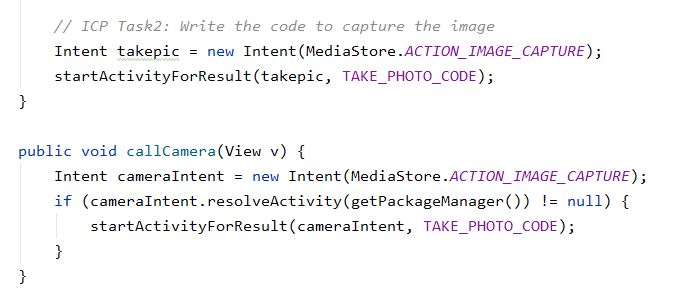 // ICP Task2: Write the code to capture the image
Intent takepic = new Intent(MediaStore.ACTION_IMAGE_CAPTURE);
startActivityForResult(takepic, TAKE_PHOTO_CODE);
}
public void callCamera(View v) {
Intent cameraIntent = new Intent(MediaStore.ACTION_IMAGE_CAPTURE);
if (cameraIntent.resolveActivity(getPackageManager()) != null) {
startActivityForResult(cameraIntent, TAKE_PHOTO_CODE);
}
}